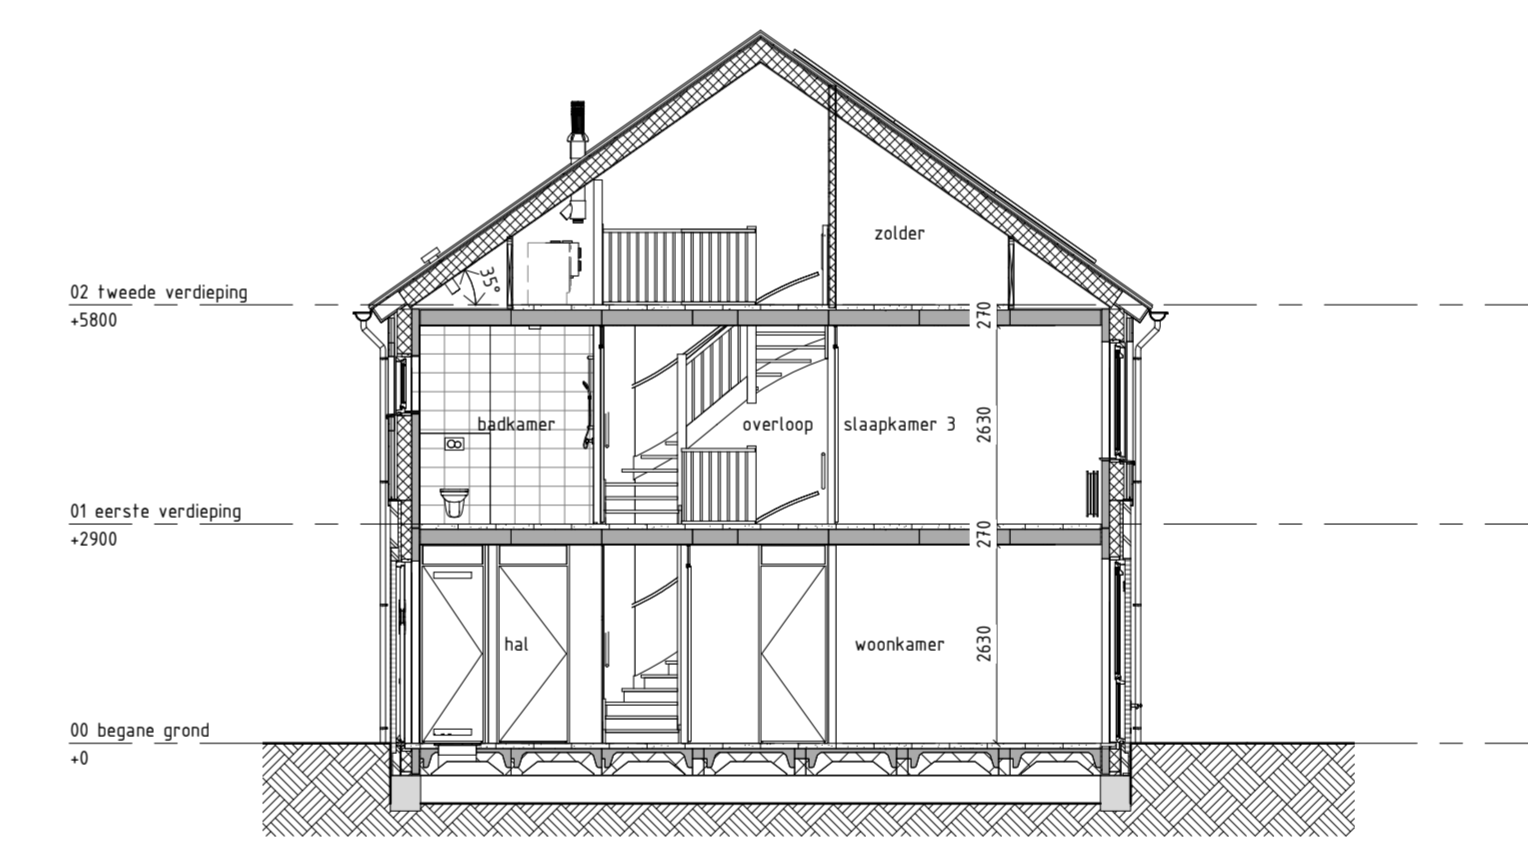 zolder
35°
02 tweede verdieping
+5800
270
badkamer
overloop
slaapkamer 3
2630
01 eerste verdieping
+2900
270
hal
woonkamer
2630
00 begane grond
+0